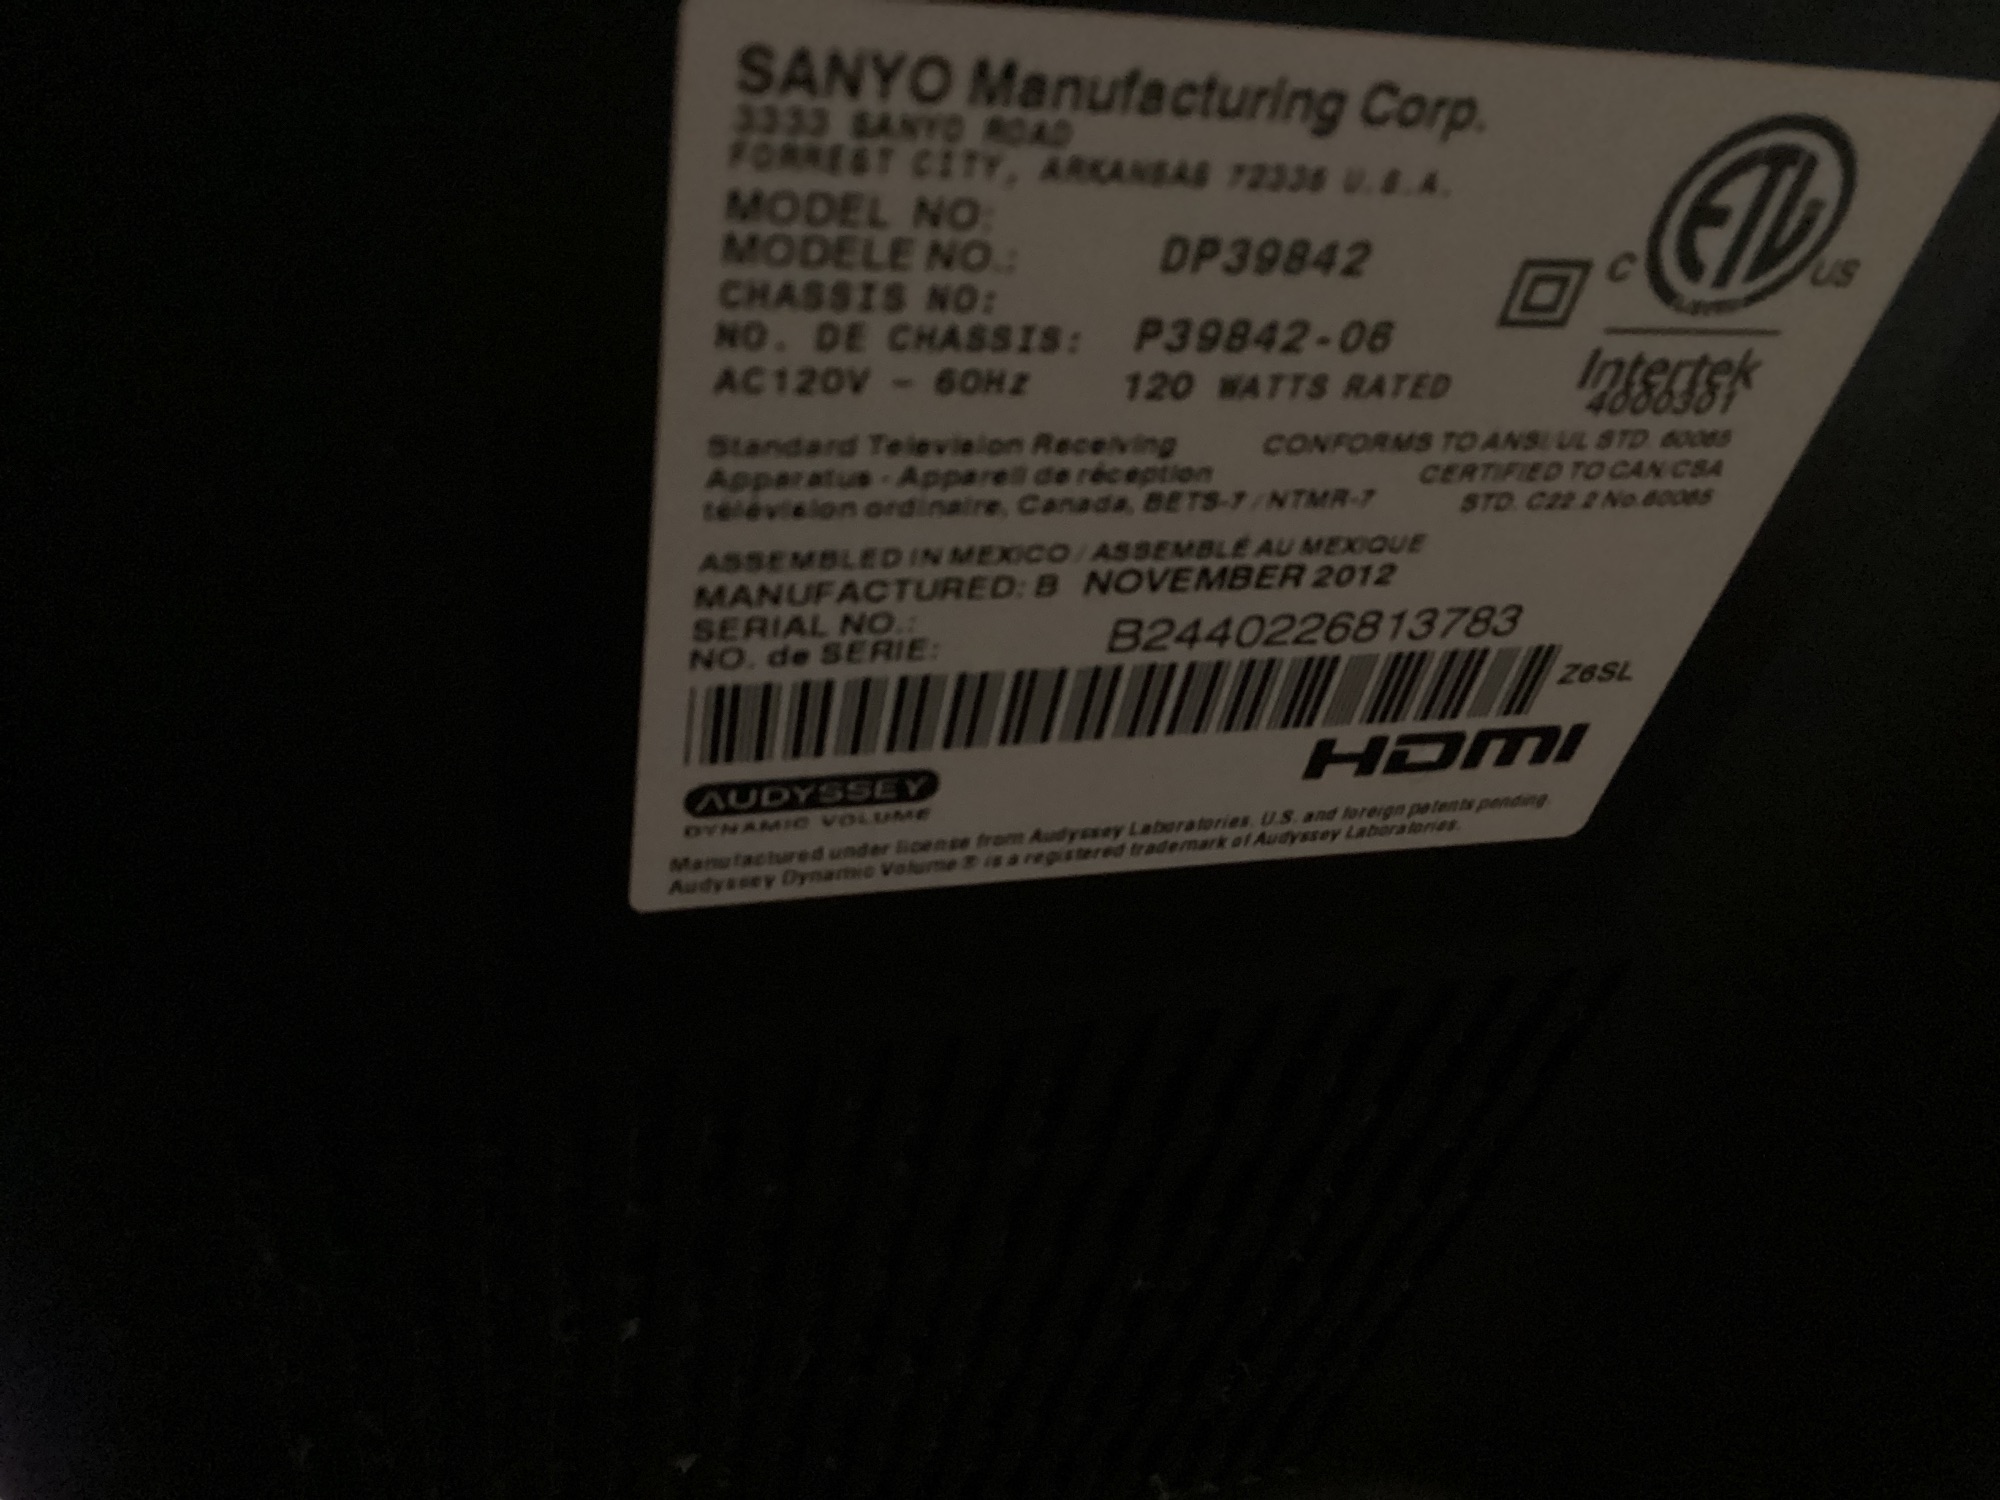 SANYO Manufacturing Corp.
3333 SANYO ROAD
FORREST CITY, ARKANSAS 72335 U.S.A.
MODEL NO:
MODELE NO.: DP39842
CHASSIS NO:
NO. DE CHASSIS: P39842-06
AC120V ~ 60Hz 120 WATTS RATED
ETL
C US
Intertek
4000301
Standard Television Receiving
Apparatus - Appareil de réception
télévision ordinaire, Canada, BETS-7 / NTMR-7
CONFORMS TO ANSI/UL STD. 60065
CERTIFIED TO CAN/CSA
STD. C22.2 No.60065
ASSEMBLED IN MEXICO / ASSEMBLÉ AU MEXIQUE
MANUFACTURED: B NOVEMBER 2012
SERIAL NO.:
NO. de SERIE: B2440226813783
Z6SL
AUDYSSEY
DYNAMIC VOLUME
HDMI
Manufactured under license from Audyssey Laboratories. U.S. and foreign patents pending.
Audyssey Dynamic Volume ® is a registered trademark of Audyssey Laboratories.